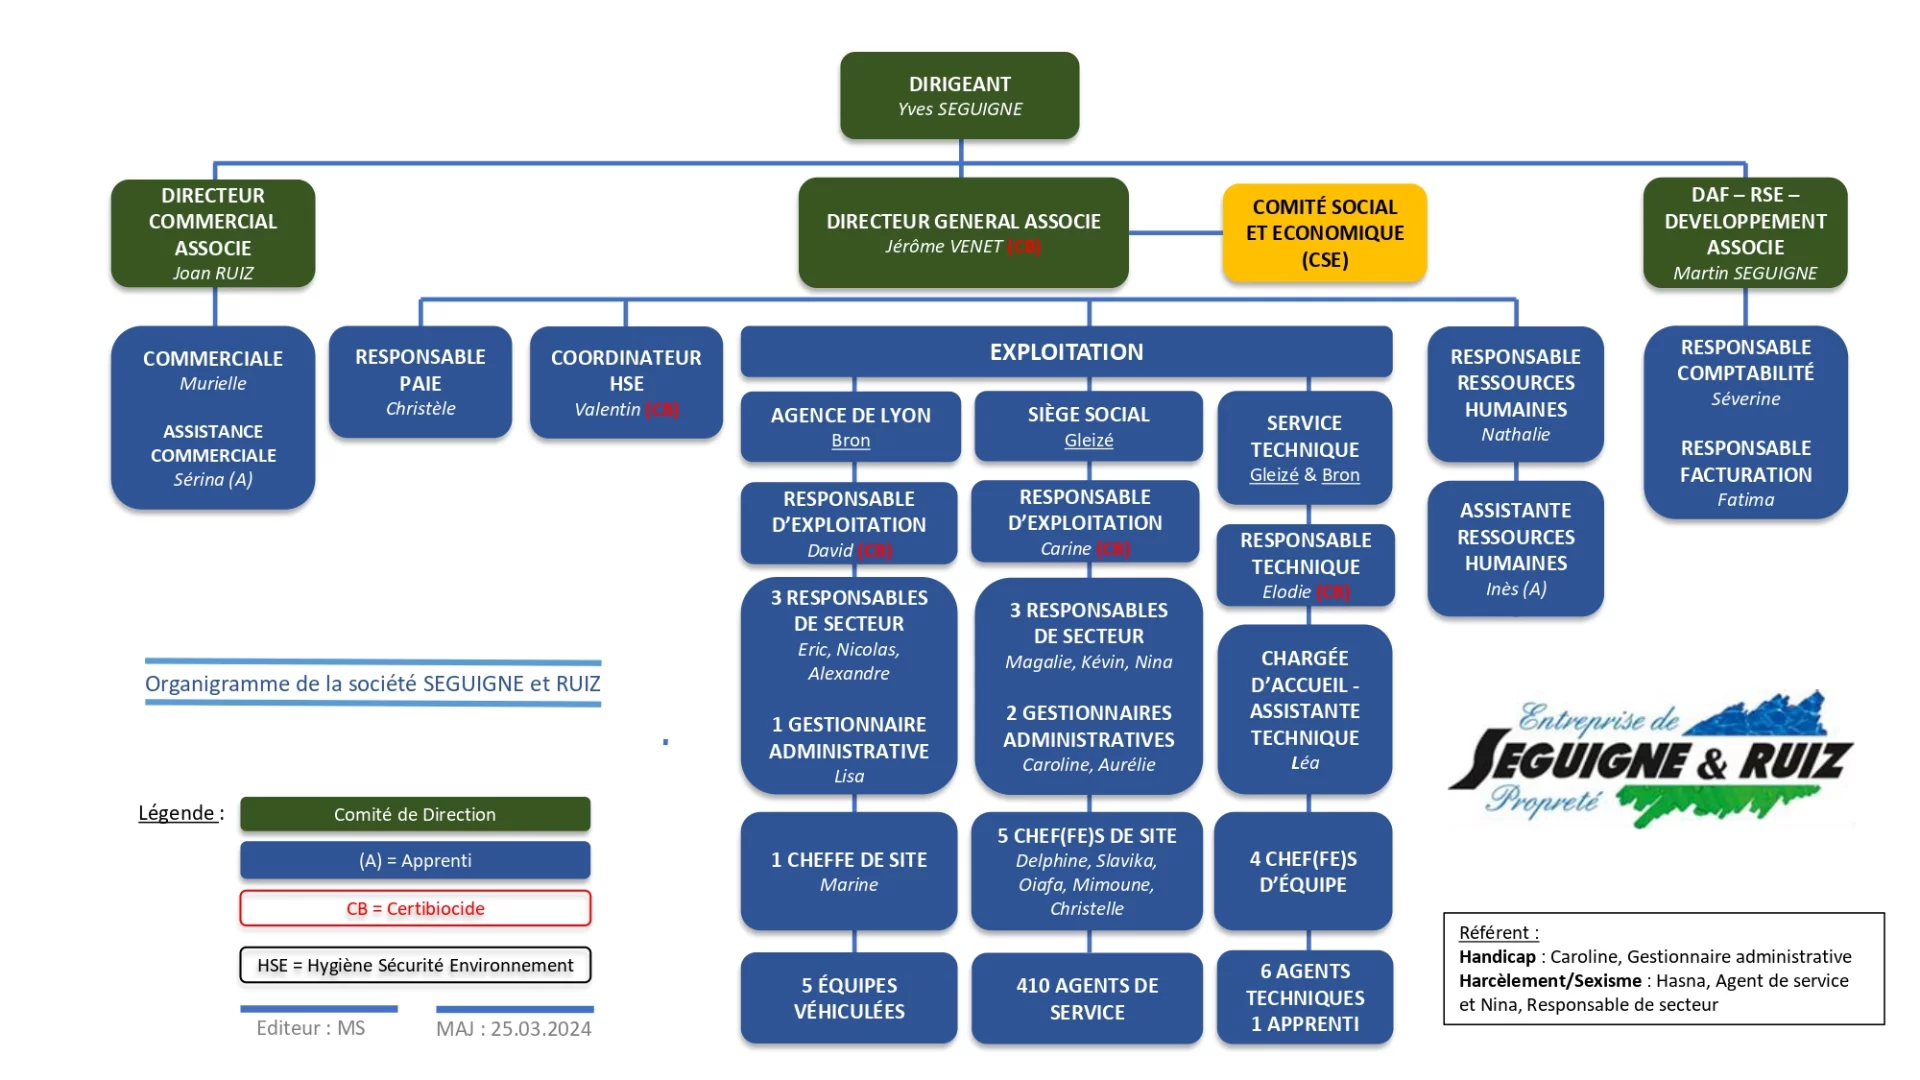 DIRIGEANT
Yves SEGUIGNE
DIRECTEUR
COMMERCIAL
ASSOCIE
Joan RUIZ
DIRECTEUR GENERAL ASSOCIE
Jérôme VENET (CB)
COMITÉ SOCIAL
ET ECONOMIQUE
(CSE)
DAF – RSE –
DEVELOPPEMENT
ASSOCIE
Martin SEGUIGNE
COMMERCIALE
Murielle
ASSISTANCE
COMMERCIALE
Sérina (A)
RESPONSABLE
PAIE
Christèle
COORDINATEUR
HSE
Valentin (CB)
EXPLOITATION
AGENCE DE LYON
Bron
RESPONSABLE
D’EXPLOITATION
David (CB)
3 RESPONSABLES
DE SECTEUR
Eric, Nicolas,
Alexandre
1 GESTIONNAIRE
ADMINISTRATIVE
Lisa
1 CHEFFE DE SITE
Marine
5 ÉQUIPES
VÉHICULÉES
SIÈGE SOCIAL
Gleizé
RESPONSABLE
D’EXPLOITATION
Carine (CB)
3 RESPONSABLES
DE SECTEUR
Magalie, Kévin, Nina
2 GESTIONNAIRES
ADMINISTRATIVES
Caroline, Aurélie
5 CHEF(FE)S DE SITE
Delphine, Slavika,
Oiafa, Mimoune,
Christelle
410 AGENTS DE
SERVICE
SERVICE
TECHNIQUE
Gleizé & Bron
RESPONSABLE
TECHNIQUE
Elodie (CB)
CHARGÉE
D’ACCUEIL -
ASSISTANTE
TECHNIQUE
Léa
4 CHEF(FE)S
D’ÉQUIPE
6 AGENTS
TECHNIQUES
1 APPRENTI
RESPONSABLE
RESSOURCES
HUMAINES
Nathalie
ASSISTANTE
RESSOURCES
HUMAINES
Inès (A)
RESPONSABLE
COMPTABILITÉ
Séverine
RESPONSABLE
FACTURATION
Fatima
Organigramme de la société SEGUIGNE et RUIZ
Légende :
Comité de Direction
(A) = Apprenti
CB = Certibiocide
HSE = Hygiène Sécurité Environnement
Editeur : MS
MAJ : 25.03.2024
Entreprise de
SEGUIGNE & RUIZ
Propreté
Référent :
Handicap : Caroline, Gestionnaire administrative
Harcèlement/Sexisme : Hasna, Agent de service
et Nina, Responsable de secteur